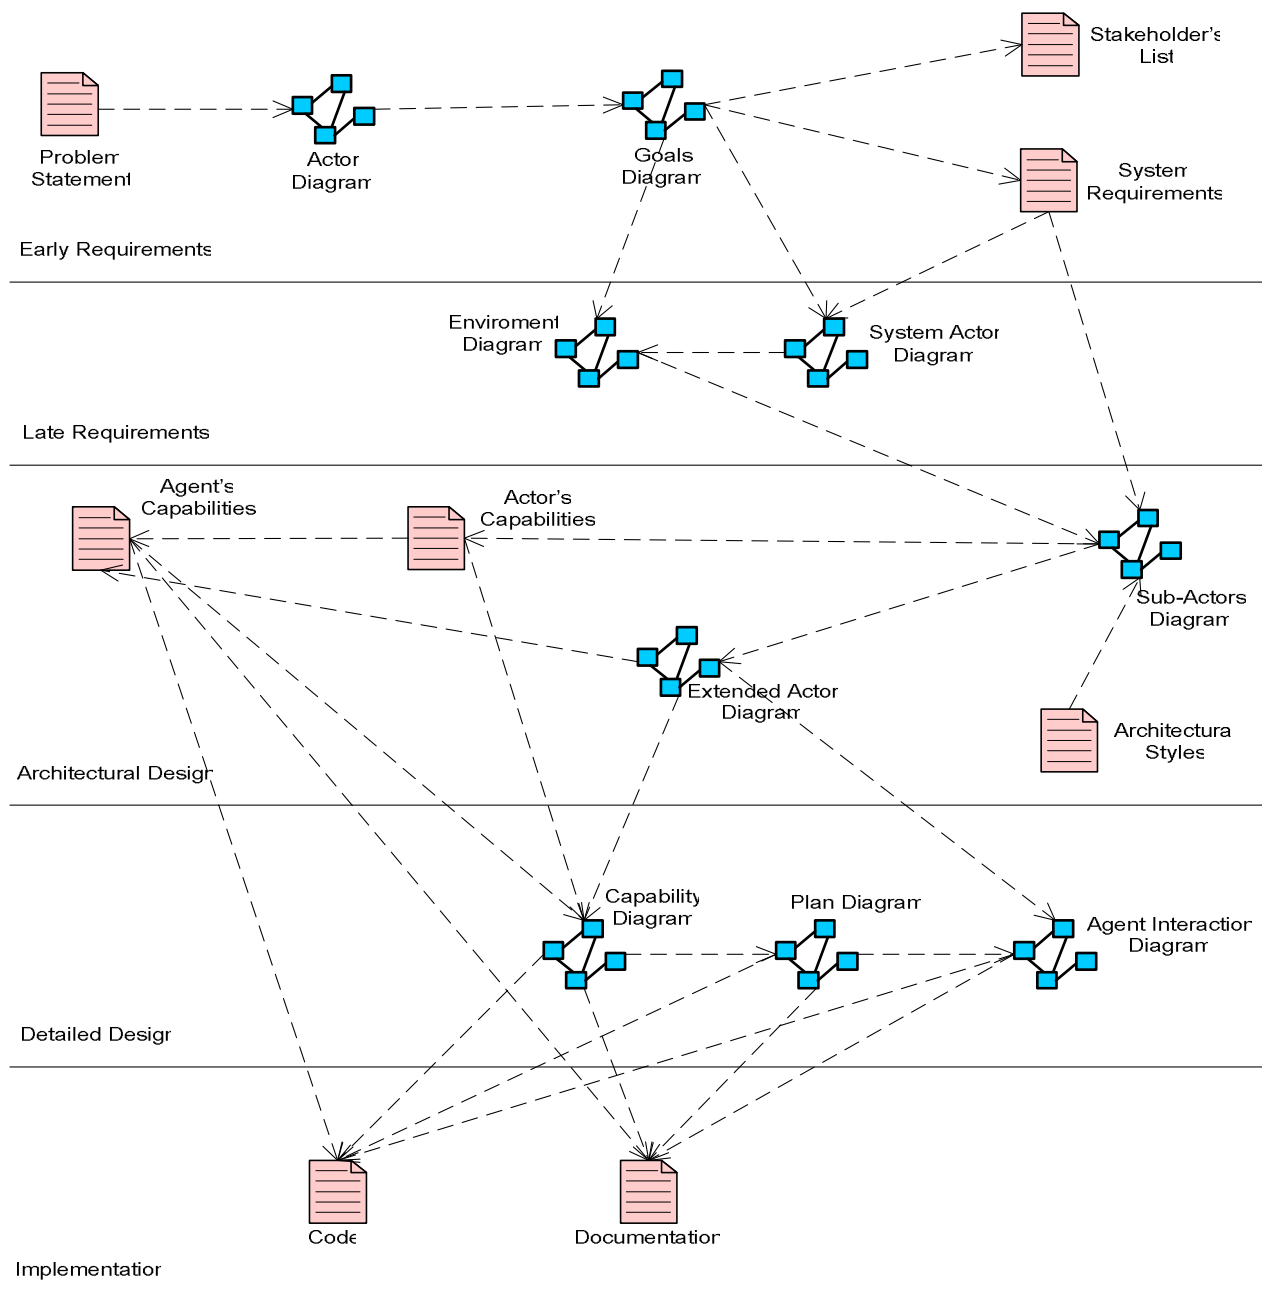 Stakeholder's
List
Problem
Statement
Actor
Diagram
Goals
Diagram
System
Requirements
Early Requirements
Enviroment
Diagram
System Actor
Diagram
Late Requirements
Agent's
Capabilities
Actor's
Capabilities
Sub-Actors
Diagram
Extended Actor
Diagram
Architectura
Styles
Architectural Design
Capability
Diagram
Plan Diagram
Agent Interaction
Diagram
Detailed Design
Code
Documentation
Implementation